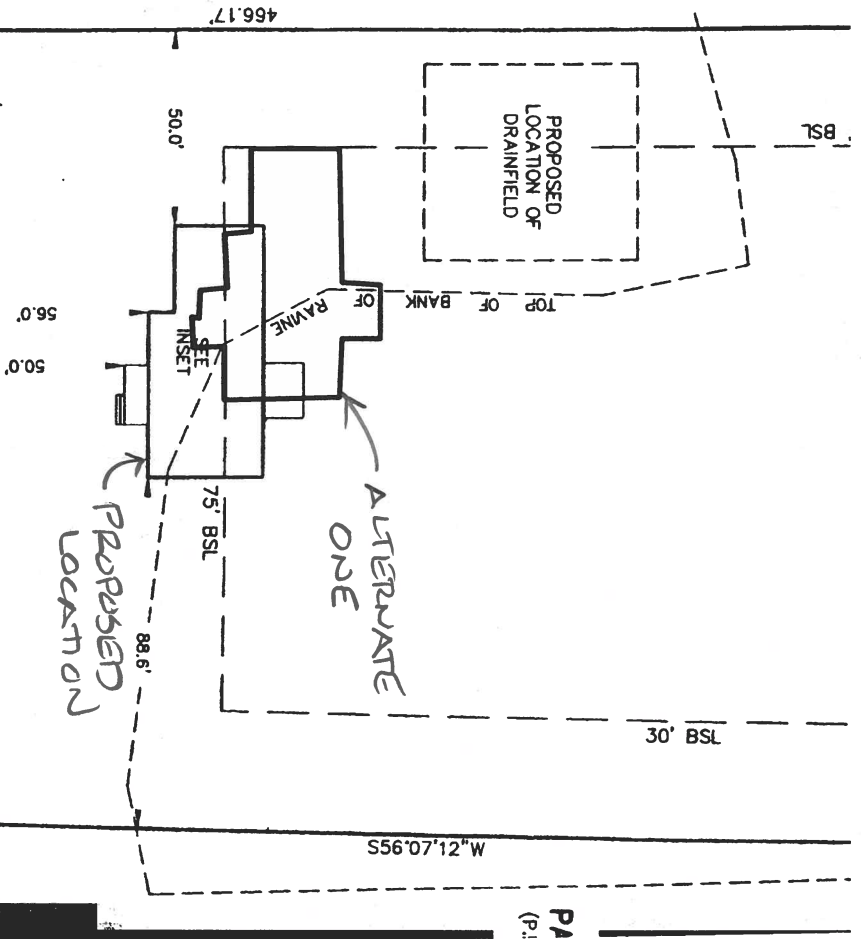 466.17'
50.0'
PROPOSED
LOCATION OF
DRAINFIELD
' BSL
TOP OF BANK OF RAVINE
56.0'
50.0'
SEE
INSET
75' BSL
ALTERNATE
ONE
PROPOSED
LOCATION
88.6'
30' BSL
S56°07'12"W
PA
(P.